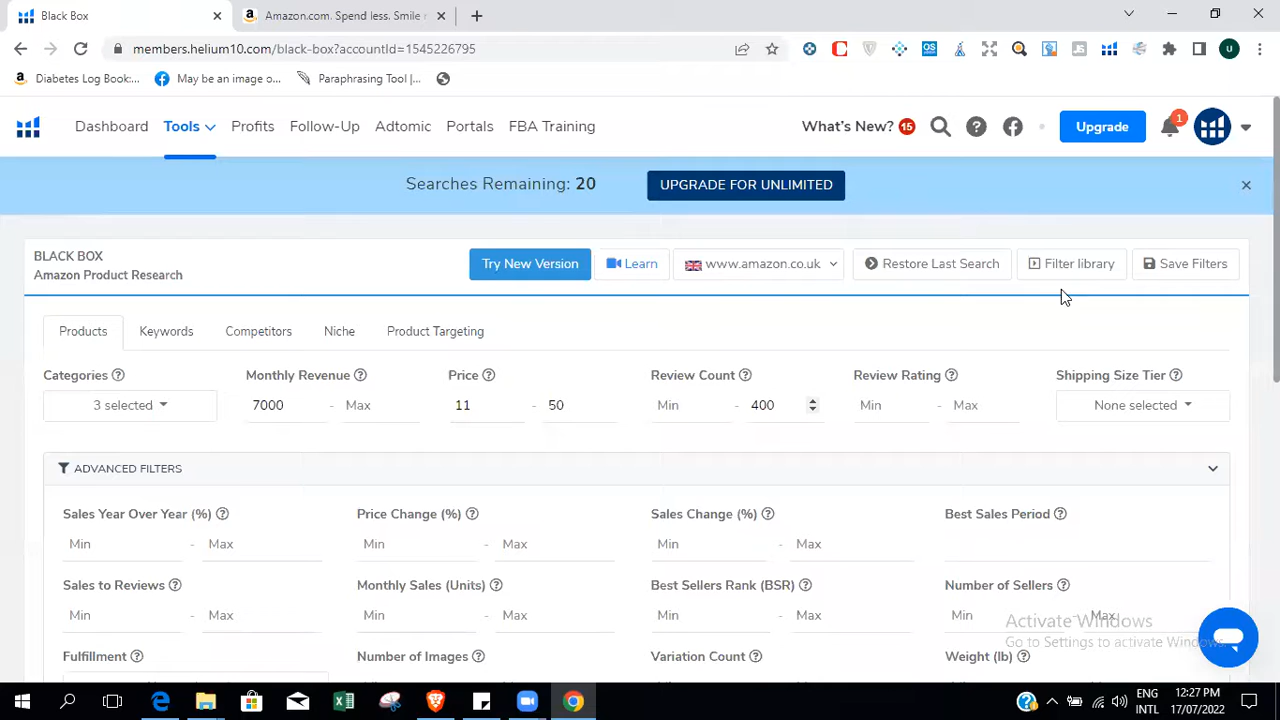 Black Box
Amazon.com. Spend less. Smile
members.helium10.com/black-box?accountId=1545226795
Diabetes Log Book:...
May be an image o...
Paraphrasing Tool |...
Dashboard Tools Profits Follow-Up Adtomic Portals FBA Training
What's New? 15
Upgrade
1
Searches Remaining: 20
UPGRADE FOR UNLIMITED
BLACK BOX
Amazon Product Research
Try New Version Learn www.amazon.co.uk Restore Last Search Filter library Save Filters
Products Keywords Competitors Niche Product Targeting
Categories Monthly Revenue Price Review Count Review Rating Shipping Size Tier
3 selected 7000 - Max 11 - 50 Min - 400 Min - Max None selected
ADVANCED FILTERS
Sales Year Over Year (%) Price Change (%) Sales Change (%) Best Sales Period
Min - Max Min - Max Min - Max
Sales to Reviews Monthly Sales (Units) Best Sellers Rank (BSR) Number of Sellers
Min - Max Min - Max Min - Max Min - Max
Activate Windows
Go to Settings to activate Windows.
Fulfillment Number of Images Variation Count Weight (lb)
ENG
INTL
12:27 PM
17/07/2022